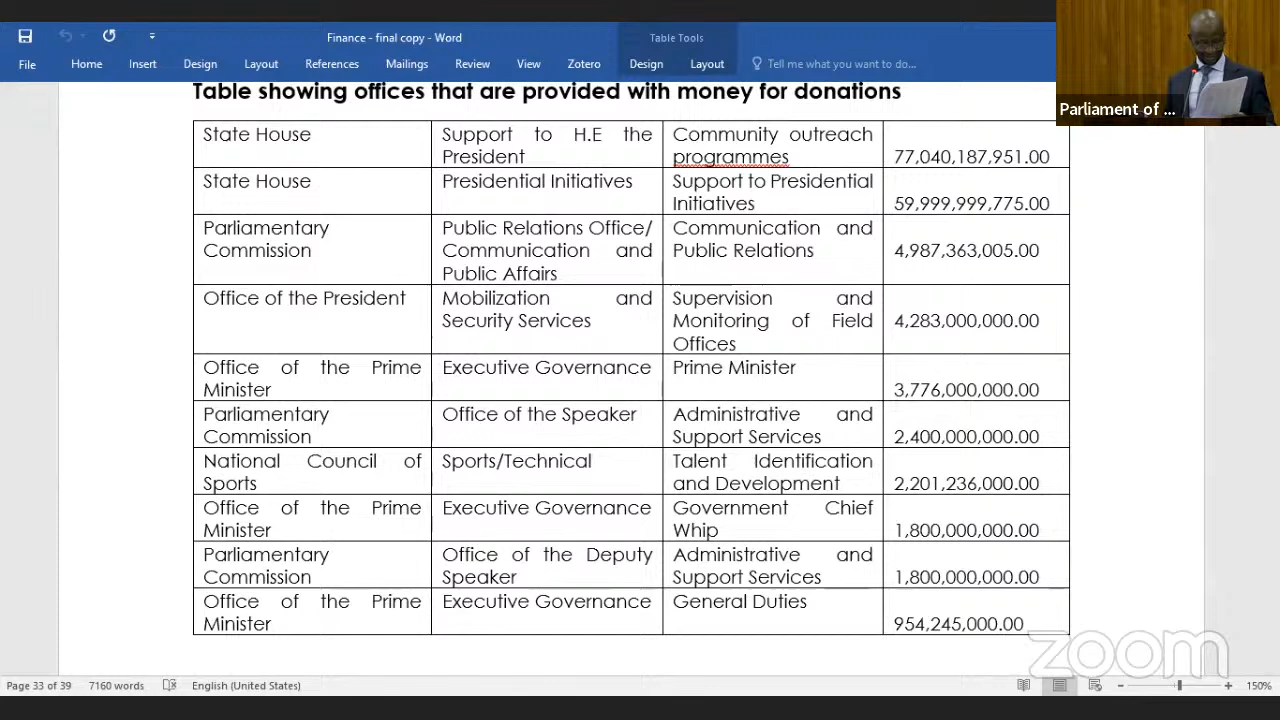 Finance - final copy - Word
Table Tools
File
Home
Insert
Design
Layout
References
Mailings
Review
View
Zotero
Design
Layout
Tell me what you want to do...
Parliament of ...
Table showing offices that are provided with money for donations
State House
Support to H.E the
President
Community outreach
programmes
77,040,187,951.00
State House
Presidential Initiatives
Support to Presidential
Initiatives
59,999,999,775.00
Parliamentary
Commission
Public Relations Office/
Communication and
Public Affairs
Communication and
Public Relations
4,987,363,005.00
Office of the President
Mobilization and
Security Services
Supervision and
Monitoring of Field
Offices
4,283,000,000.00
Office of the Prime
Minister
Executive Governance
Prime Minister
3,776,000,000.00
Parliamentary
Commission
Office of the Speaker
Administrative and
Support Services
2,400,000,000.00
National Council of
Sports
Sports/Technical
Talent Identification
and Development
2,201,236,000.00
Office of the Prime
Minister
Executive Governance
Government Chief
Whip
1,800,000,000.00
Parliamentary
Commission
Office of the Deputy
Speaker
Administrative and
Support Services
1,800,000,000.00
Office of the Prime
Minister
Executive Governance
General Duties
954,245,000.00
zoom
Page 33 of 39
7160 words
English (United States)
150%